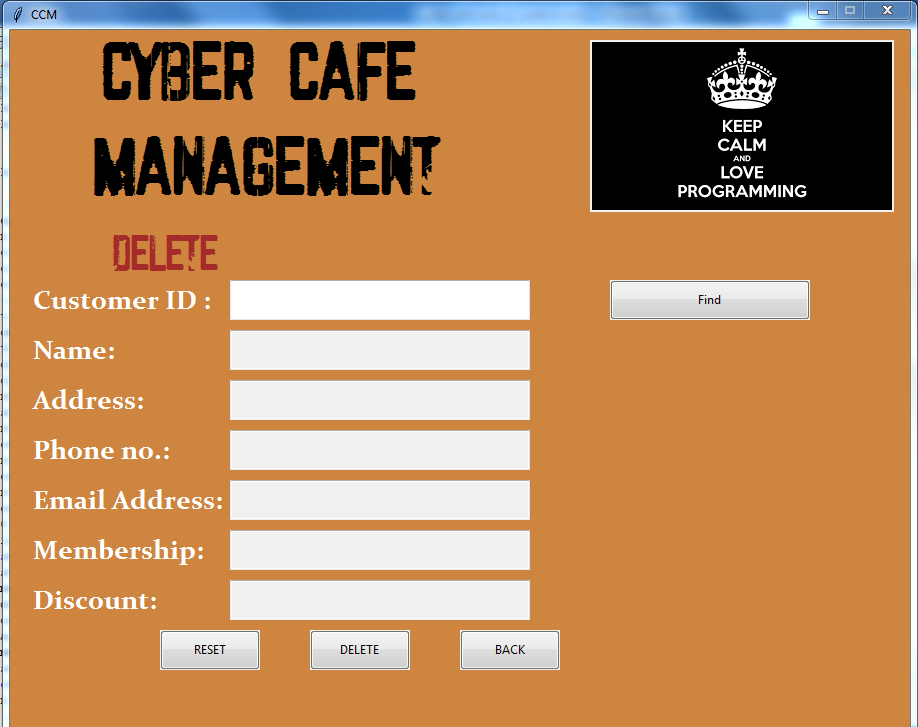 CCM
CYBER CAFE
MANAGEMENT
KEEP
CALM
AND
LOVE
PROGRAMMING
DELETE
Customer ID :
Find
Name:
Address:
Phone no.:
Email Address:
Membership:
Discount:
RESET DELETE BACK